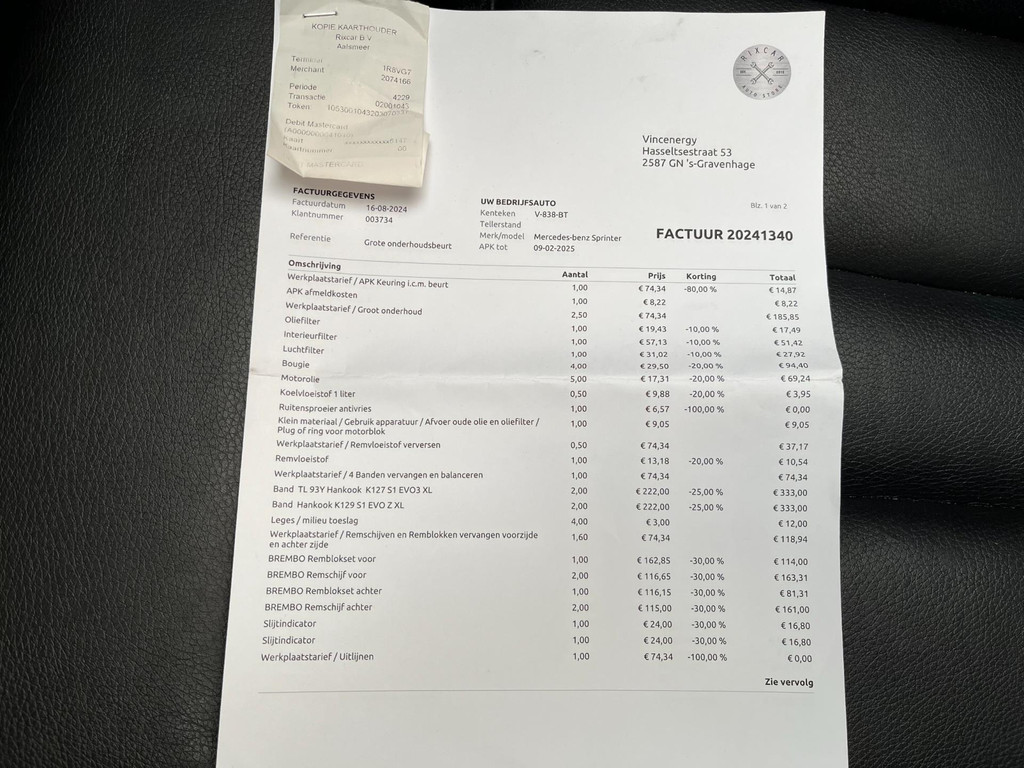 KOPIE KAARTHOUDER
Rixcar B.V
Aalsmeer
Terminal 1R8VG7
Merchant 2074166
Periode 4229
Transactie 02001043
Token
Debit Mastercard
Kaart
Kaartnummer
MASTERCARD
RIXCAR
Vincenergy
Hasseltsestraat 53
2587 GN 's-Gravenhage
FACTUURGEGEVENS
Factuurdatum 16-08-2024
Klantnummer 003734
Referentie Grote onderhoudsbeurt
UW BEDRIJFSAUTO
Kenteken V-838-BT
Tellerstand
Merk/model Mercedes-benz Sprinter
APK tot 09-02-2025
Blz. 1 van 2
FACTUUR 20241340
Omschrijving Aantal Prijs Korting Totaal
Werkplaatstarief / APK Keuring i.c.m. beurt 1,00 € 74,34 -80,00 % € 14,87
APK afmeldkosten 1,00 € 8,22 € 8,22
Werkplaatstarief / Groot onderhoud 2,50 € 74,34 € 185,85
Oliefilter 1,00 € 19,43 -10,00 % € 17,49
Interieurfilter 1,00 € 57,13 -10,00 % € 51,42
Luchtfilter 1,00 € 31,02 -10,00 % € 27,92
Bougie 4,00 € 29,50 -20,00 % € 94,40
Motorolie 5,00 € 17,31 -20,00 % € 69,24
Koelvloeistof 1 liter 0,50 € 9,88 -20,00 % € 3,95
Ruitensproeier antivries 1,00 € 6,57 -100,00 % € 0,00
Klein materiaal / Gebruik apparatuur / Afvoer oude olie en oliefilter / 1,00 € 9,05 € 9,05
Plug of ring voor motorblok
Werkplaatstarief / Remvloeistof verversen 0,50 € 74,34 € 37,17
Remvloeistof 1,00 € 13,18 -20,00 % € 10,54
Werkplaatstarief / 4 Banden vervangen en balanceren 1,00 € 74,34 € 74,34
Band TL 93Y Hankook K127 S1 EVO3 XL 2,00 € 222,00 -25,00 % € 333,00
Band Hankook K129 S1 EVO Z XL 2,00 € 222,00 -25,00 % € 333,00
Leges / milieu toeslag 4,00 € 3,00 € 12,00
Werkplaatstarief / Remschijven en Remblokken vervangen voorzijde 1,60 € 74,34 € 118,94
en achter zijde
BREMBO Remblokset voor 1,00 € 162,85 -30,00 % € 114,00
BREMBO Remschijf voor 2,00 € 116,65 -30,00 % € 163,31
BREMBO Remblokset achter 1,00 € 116,15 -30,00 % € 81,31
BREMBO Remschijf achter 2,00 € 115,00 -30,00 % € 161,00
Slijtindicator 1,00 € 24,00 -30,00 % € 16,80
Slijtindicator 1,00 € 24,00 -30,00 % € 16,80
Werkplaatstarief / Uitlijnen 1,00 € 74,34 -100,00 % € 0,00
Zie vervolg